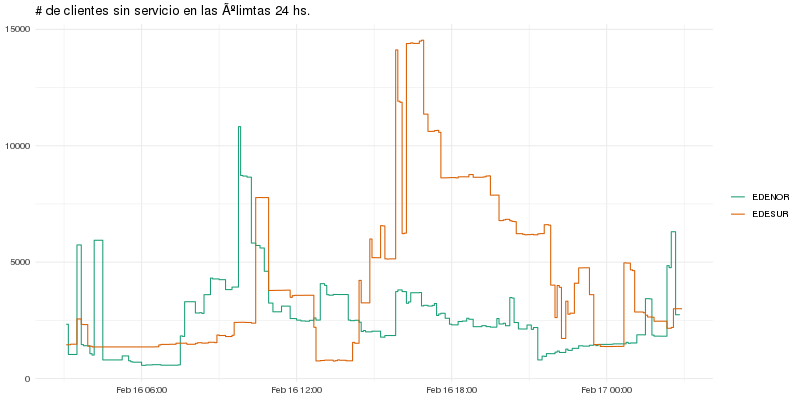 # de clientes sin servicio en las Ãºlimtas 24 hs.
15000
10000
5000
0
Feb 16 06:00
Feb 16 12:00
Feb 16 18:00
Feb 17 00:00
EDENOR
EDESUR